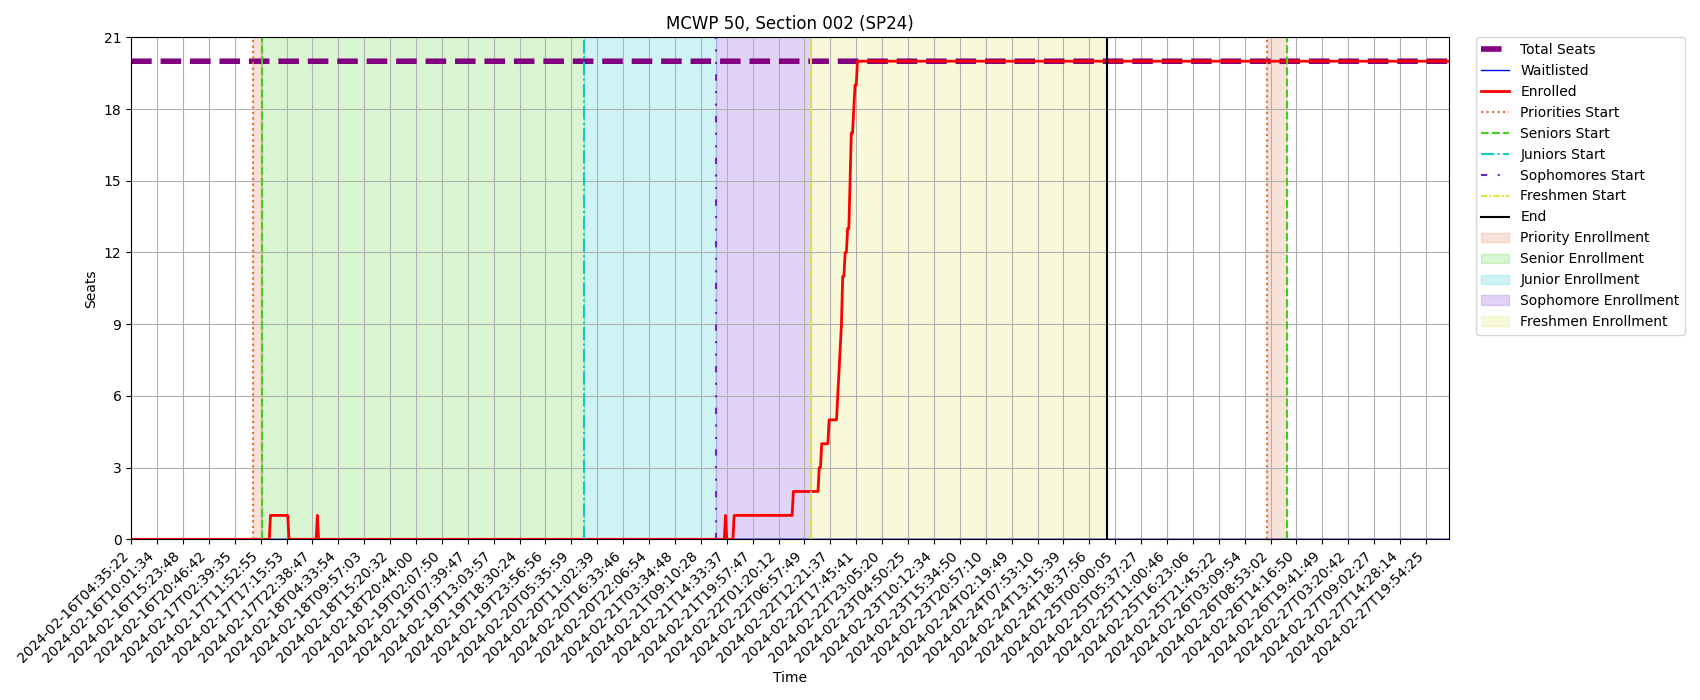 MCWP 50, Section 002 (SP24)
21
18
15
12
9
6
3
0
Seats
2024-02-16T04:35:22
2024-02-16T10:01:34
2024-02-16T15:23:48
2024-02-16T20:46:42
2024-02-17T02:39:35
2024-02-17T11:52:55
2024-02-17T17:15:53
2024-02-17T22:38:47
2024-02-18T04:33:54
2024-02-18T09:57:03
2024-02-18T15:20:32
2024-02-18T20:44:00
2024-02-19T02:07:50
2024-02-19T07:39:47
2024-02-19T13:03:57
2024-02-19T18:30:24
2024-02-19T23:56:56
2024-02-20T05:35:59
2024-02-20T11:02:39
2024-02-20T16:33:46
2024-02-20T22:06:54
2024-02-21T03:34:48
2024-02-21T09:10:28
2024-02-21T14:33:37
2024-02-21T19:57:47
2024-02-22T01:20:12
2024-02-22T06:57:49
2024-02-22T12:21:37
2024-02-22T17:45:41
2024-02-22T23:05:20
2024-02-23T04:50:25
2024-02-23T10:12:34
2024-02-23T15:34:50
2024-02-23T20:57:10
2024-02-24T02:19:49
2024-02-24T07:53:10
2024-02-24T13:15:39
2024-02-24T18:37:56
2024-02-25T00:00:05
2024-02-25T05:37:27
2024-02-25T11:00:46
2024-02-25T16:23:06
2024-02-25T21:45:22
2024-02-26T03:09:54
2024-02-26T08:53:02
2024-02-26T14:16:50
2024-02-26T19:41:49
2024-02-27T03:20:42
2024-02-27T09:02:27
2024-02-27T14:28:14
2024-02-27T19:54:25
Time
Total Seats
Waitlisted
Enrolled
Priorities Start
Seniors Start
Juniors Start
Sophomores Start
Freshmen Start
End
Priority Enrollment
Senior Enrollment
Junior Enrollment
Sophomore Enrollment
Freshmen Enrollment